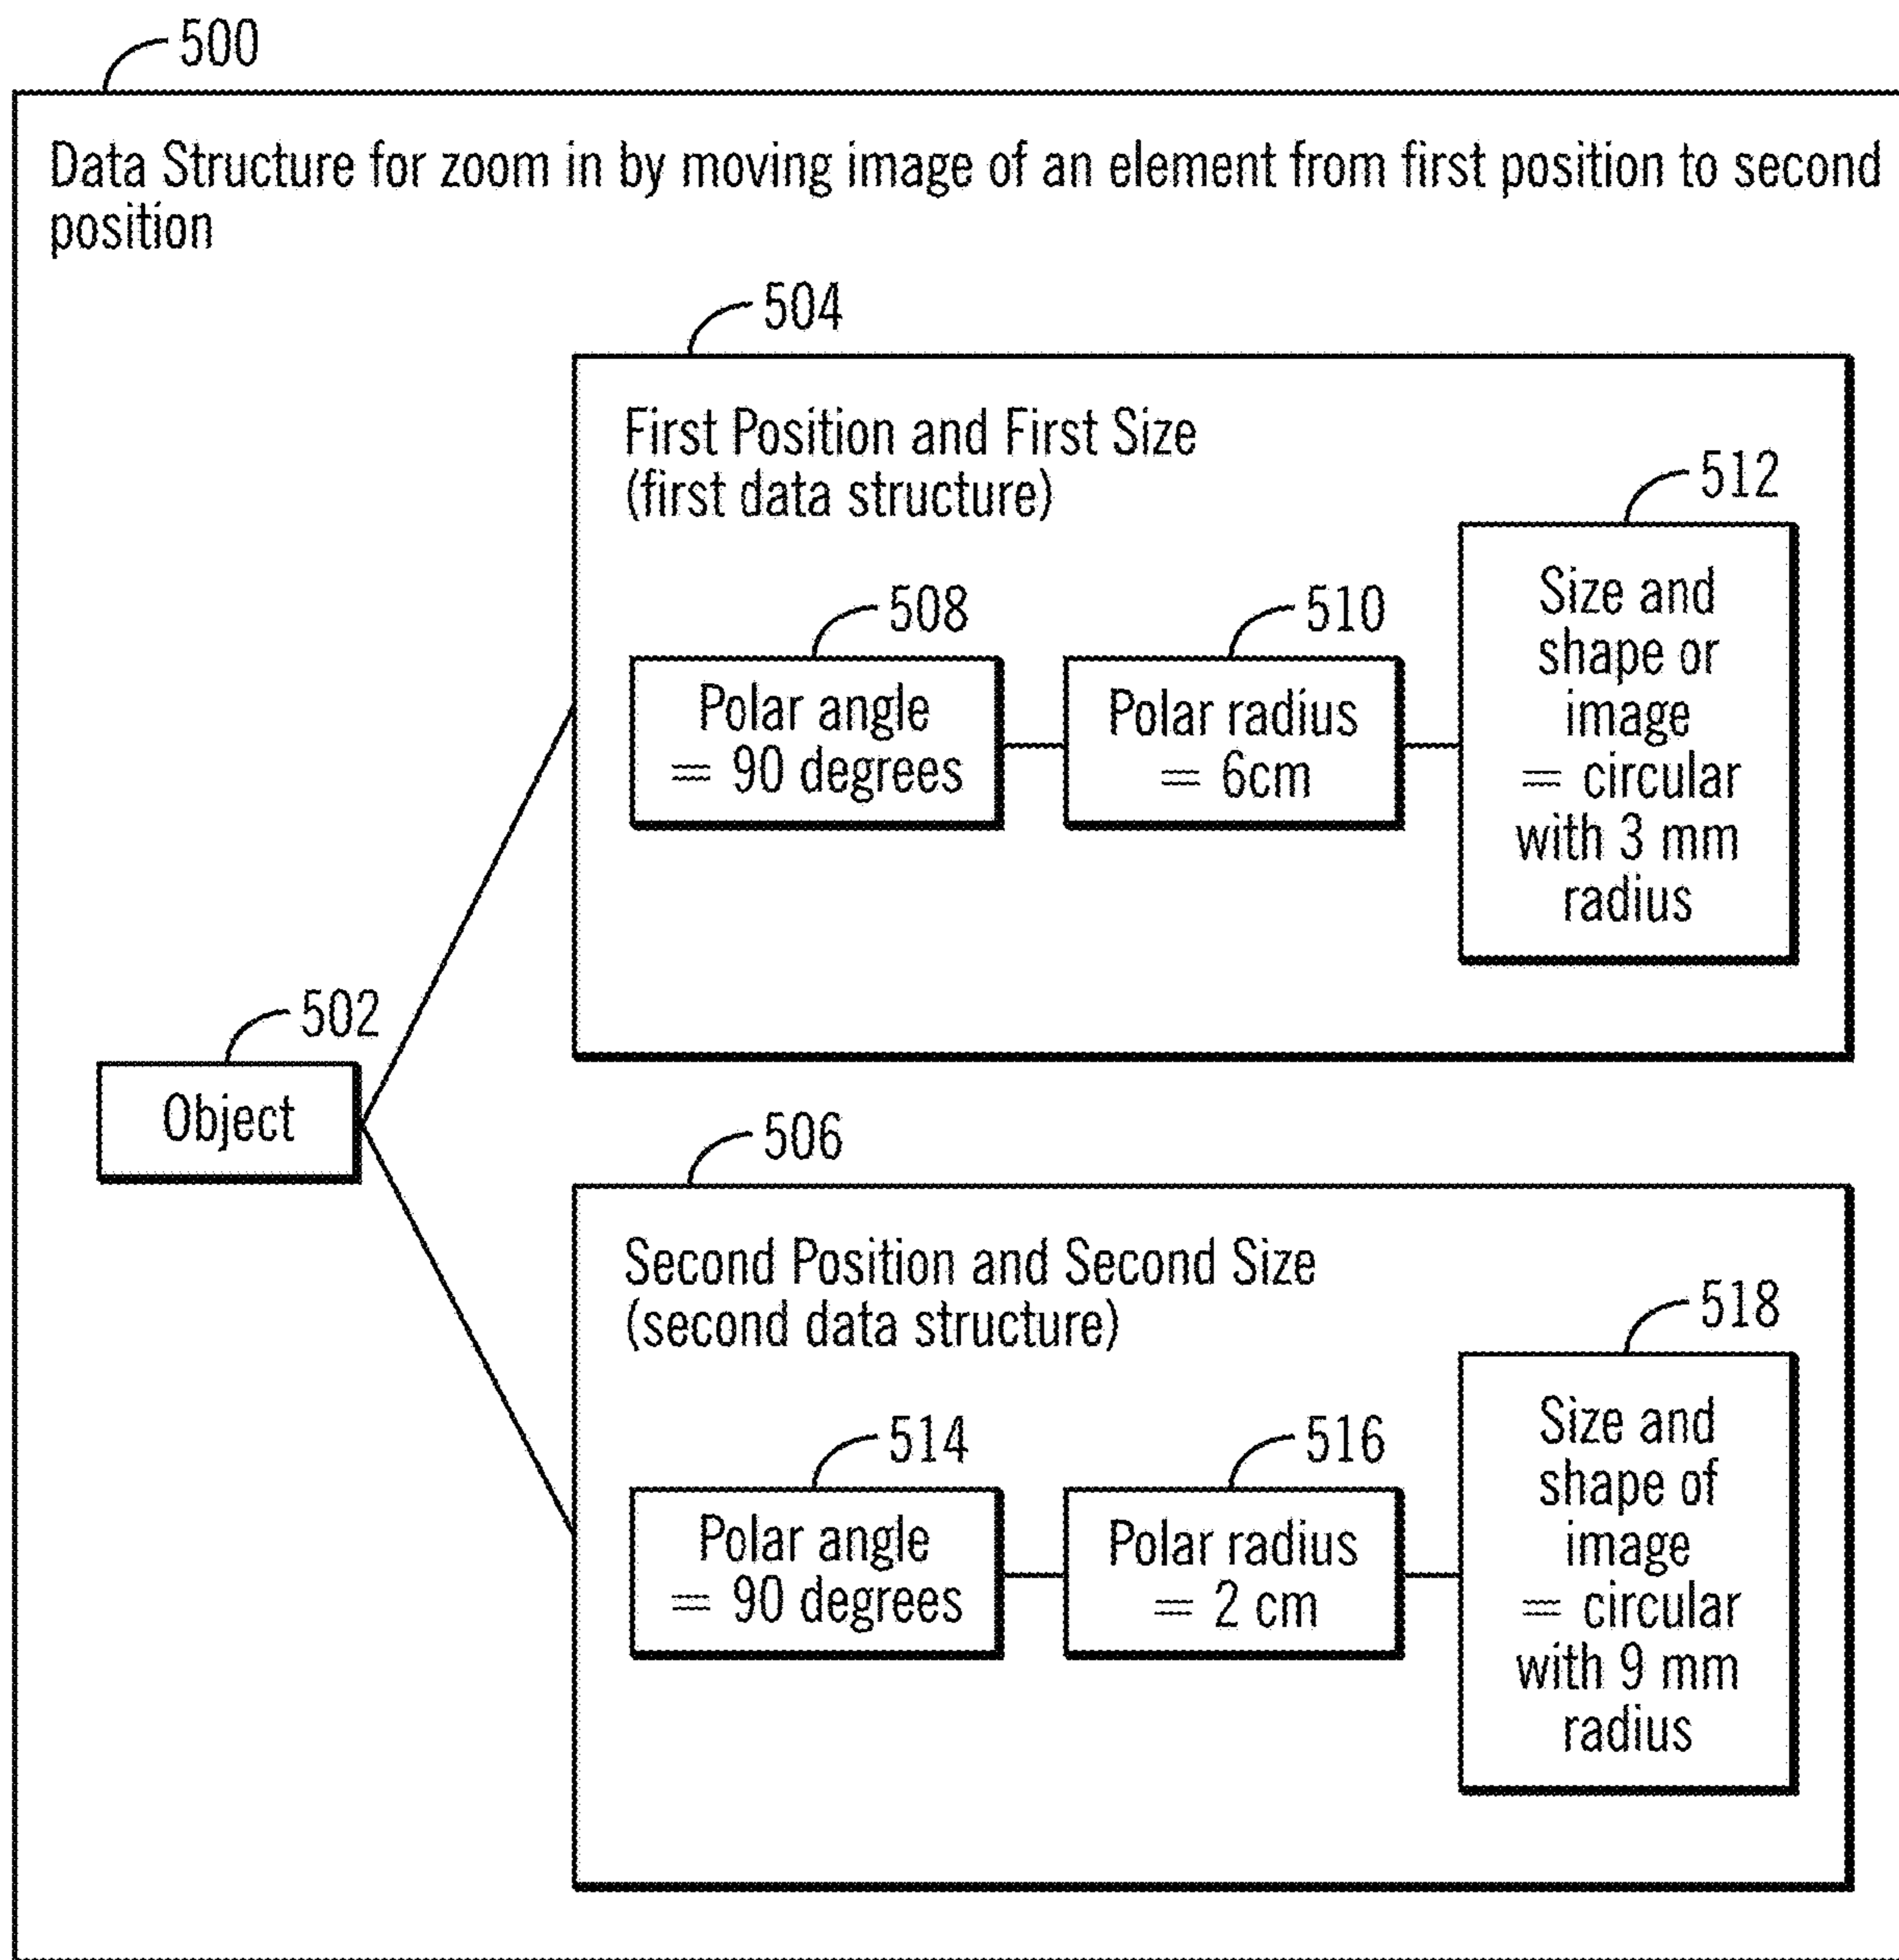 500
Data Structure for zoom in by moving image of an element from first position to second
position
504
First Position and First Size
(first data structure)
512
Size and
shape or
image
= circular
with 3 mm
radius
508
Polar angle
= 90 degrees
510
Polar radius
= 6cm
502
Object
506
Second Position and Second Size
(second data structure)
518
Size and
shape of
image
= circular
with 9 mm
radius
514
Polar angle
= 90 degrees
516
Polar radius
= 2 cm